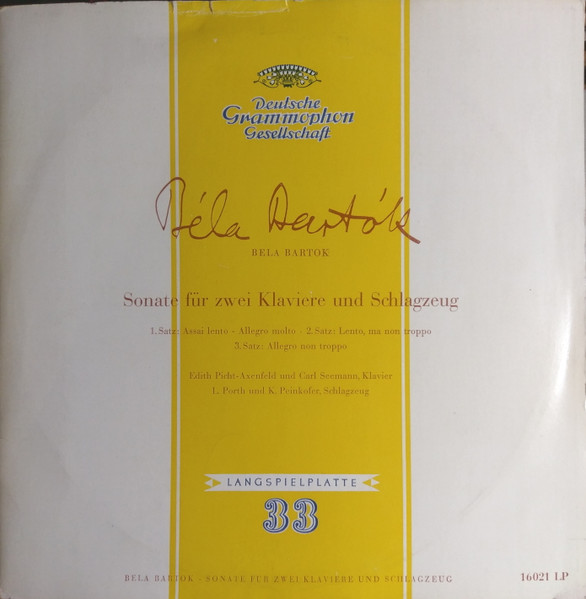 Deutsche
Grammophon
Gesellschaft
Béla Bartók
BELA BARTOK
Sonate für zwei Klaviere und Schlagzeug
1. Satz: Assai lento - Allegro molto - 2. Satz: Lento, ma non troppo
3. Satz: Allegro non troppo
Edith Picht-Axenfeld und Carl Seemann, Klavier
L. Porth und K. Peinkofer, Schlagzeug
LANGSPIELPLATTE
33
BELA BARTOK - SONATE FÜR ZWEI KLAVIERE UND SCHLAGZEUG
16021 LP